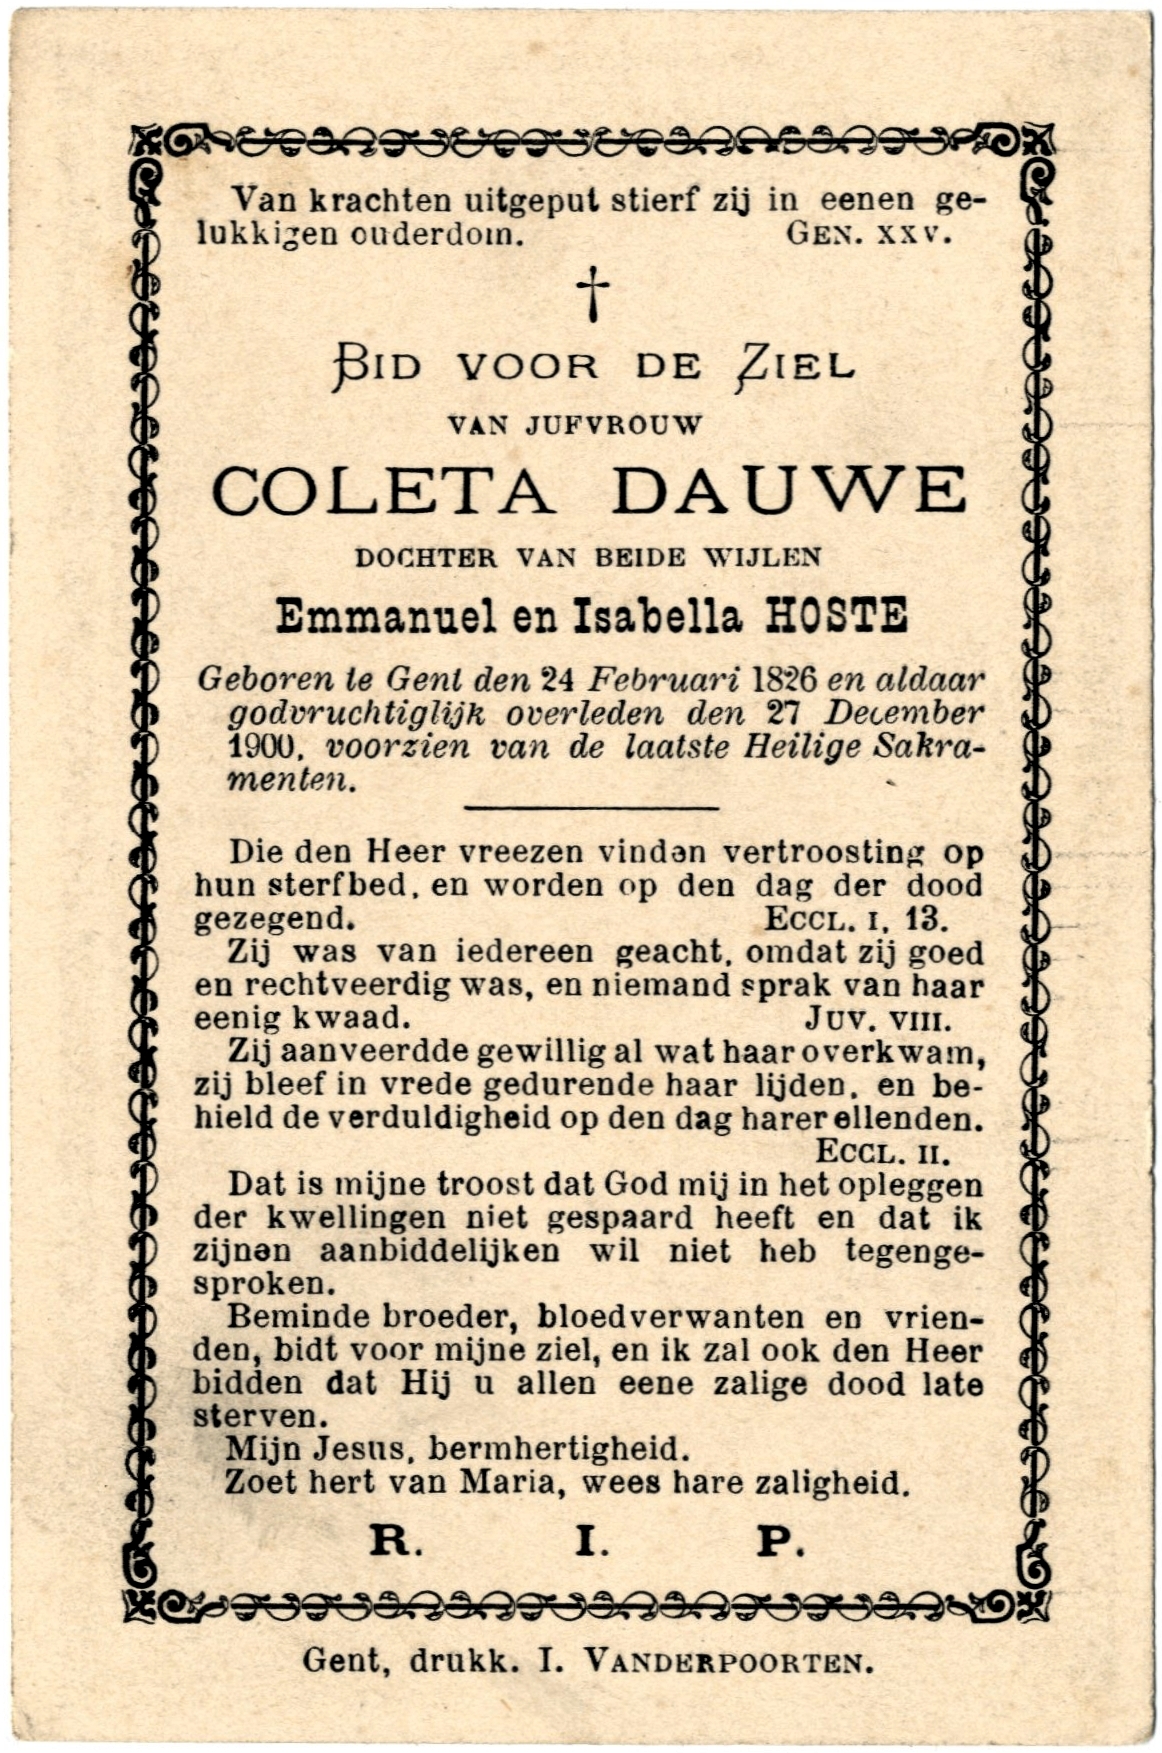 Van krachten uitgeput stierf zij in eenen ge-
lukkigen ouderdom. GEN. XXV.
BID VOOR DE ZIEL
VAN JUFVROUW
COLETA DAUWE
DOCHTER VAN BEIDE WIJLEN
Emmanuel en Isabella HOSTE
Geboren te Gent den 24 Februari 1826 en aldaar
godvruchtiglijk overleden den 27 December
1900, voorzien van de laatste Heilige Sakra-
menten.
Die den Heer vreezen vinden vertroosting op
hun sterfbed, en worden op den dag der dood
gezegend. ECCL. I, 13.
Zij was van iedereen geacht, omdat zij goed
en rechtveerdig was, en niemand sprak van haar
eenig kwaad. JUV. VIII.
Zij aanveerdde gewillig al wat haar overkwam,
zij bleef in vrede gedurende haar lijden, en be-
hield de verduldigheid op den dag harer ellenden.
ECCL. II.
Dat is mijne troost dat God mij in het opleggen
der kwellingen niet gespaard heeft en dat ik
zijnen aanbiddelijken wil niet heb tegenge-
sproken.
Beminde broeder, bloedverwanten en vrien-
den, bidt voor mijne ziel, en ik zal ook den Heer
bidden dat Hij u allen eene zalige dood late
sterven.
Mijn Jesus, bermhertigheid.
Zoet hert van Maria, wees hare zaligheid.
R. I. P.
Gent, drukk. I. VANDERPOORTEN.